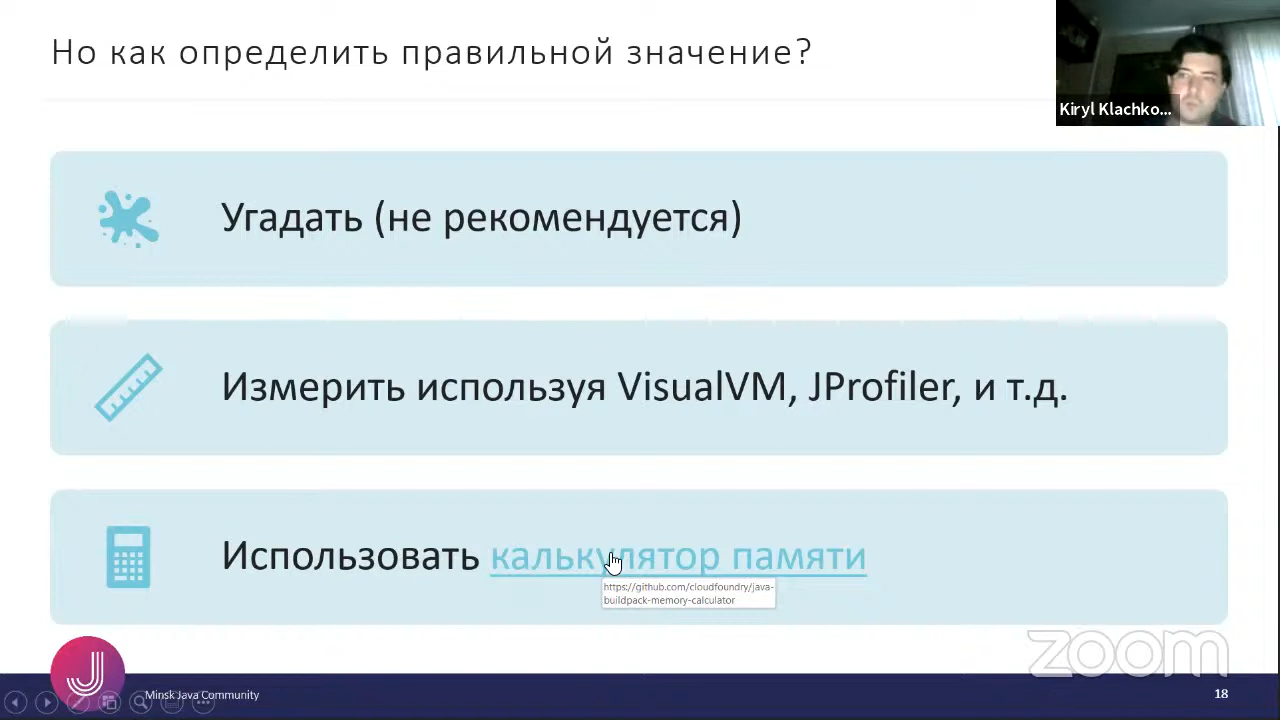 Но как определить правильной значение?
Kiryl Klachko...
Угадать (не рекомендуется)
Измерить используя VisualVM, JProfiler, и т.д.
Использовать калькулятор памяти
https://github.com/cloudfoundry/java-
buildpack-memory-calculator
zoom
J
Minsk Java Community
18